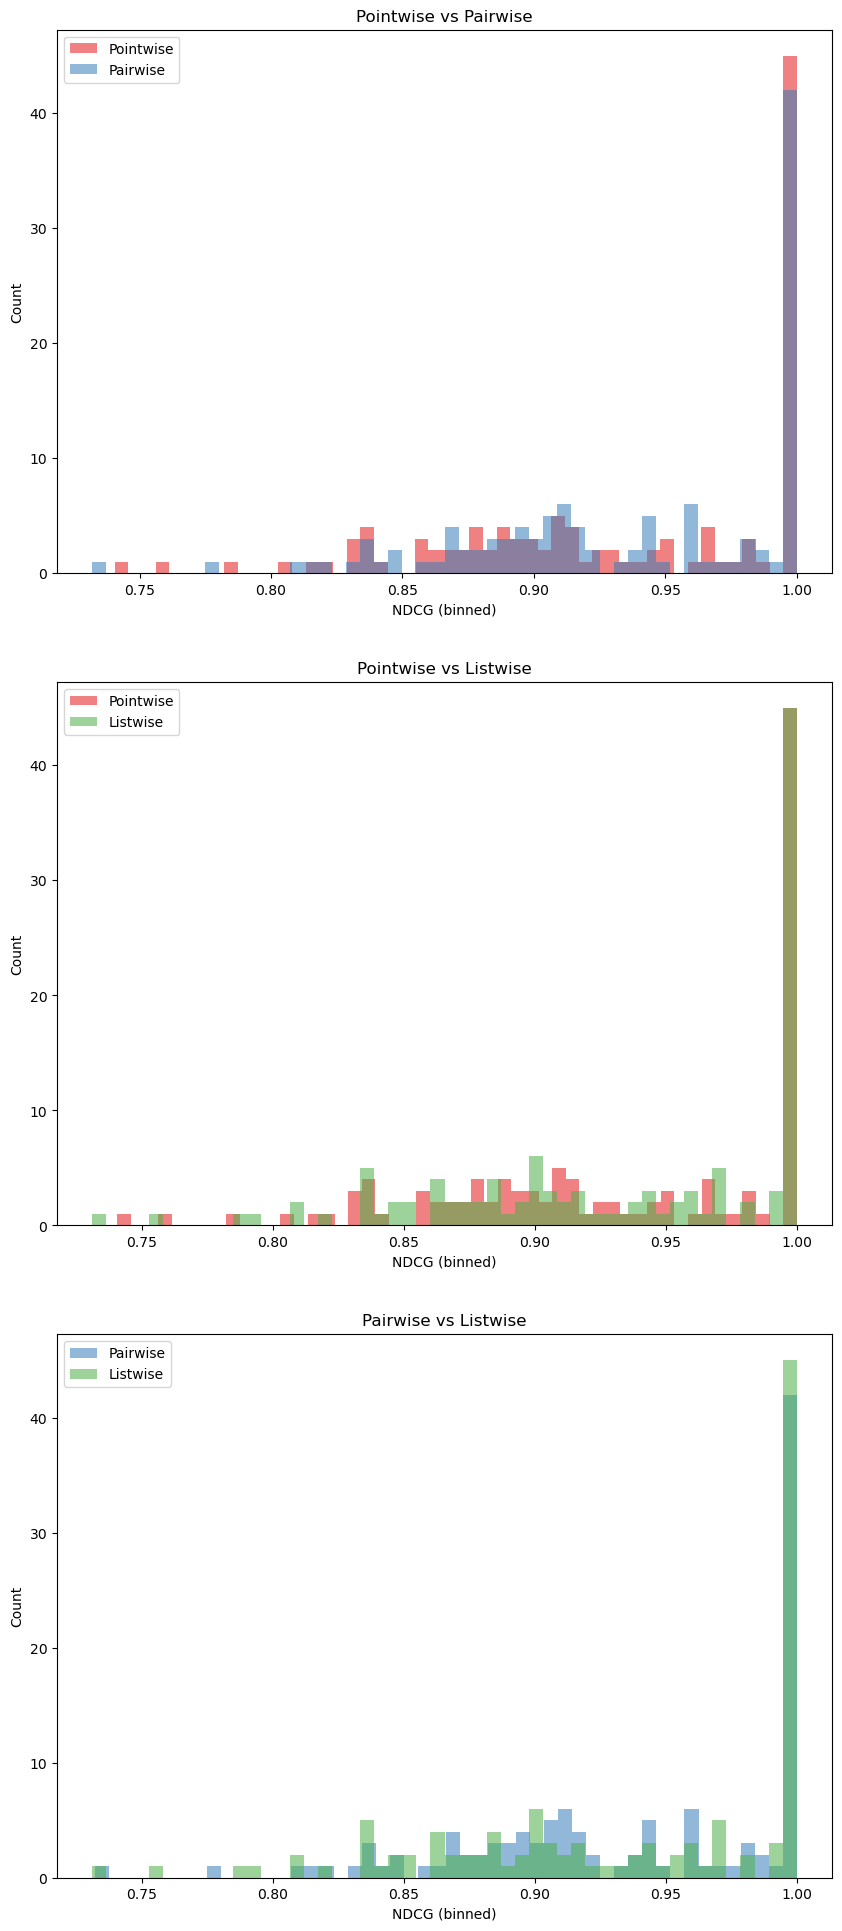 Pointwise vs Pairwise
Pointwise
Pairwise
40
30
20
10
0
Count
0.75 0.80 0.85 0.90 0.95 1.00
NDCG (binned)
Pointwise vs Listwise
Pointwise
Listwise
40
30
20
10
0
Count
0.75 0.80 0.85 0.90 0.95 1.00
NDCG (binned)
Pairwise vs Listwise
Pairwise
Listwise
40
30
20
10
0
Count
0.75 0.80 0.85 0.90 0.95 1.00
NDCG (binned)